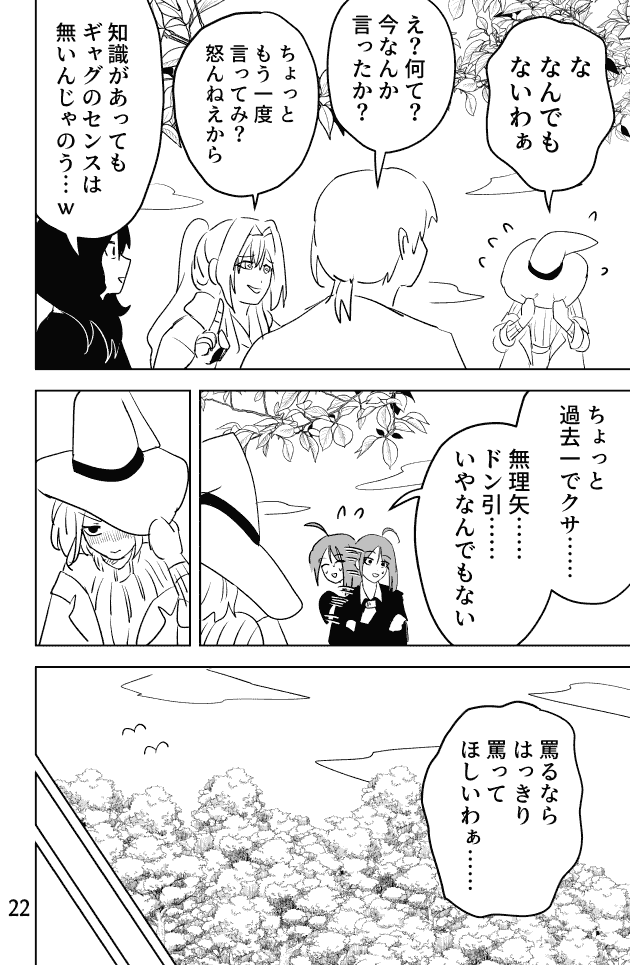 な
なんでも
ないわぁ
え?何て?
今なんか
言ったか?
ちょっと
もう一度
言ってみ?
怒んねえから
知識があっても
ギャグのセンスは
無いんじゃのう…w
ちょっと
過去一でクサ……
無理矢……
ドン引……
いやなんでもない
罵るなら
はっきり
罵って
ほしいわぁ……
22